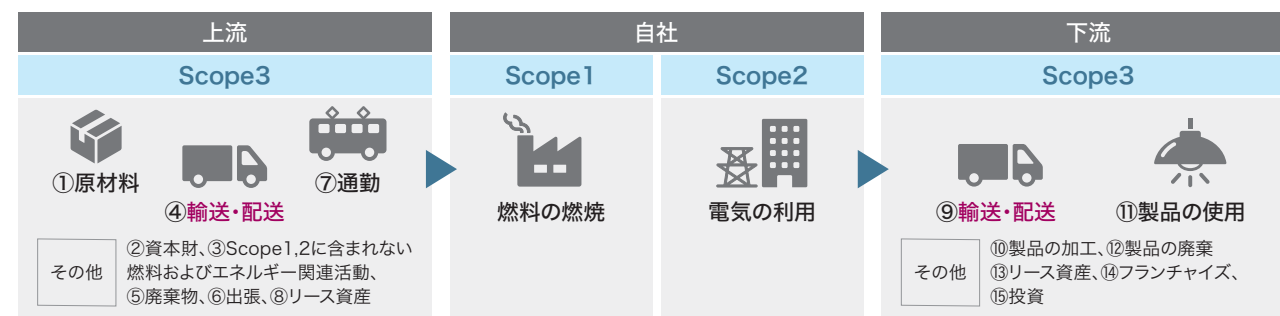 上流
Scope3
①原材料
④輸送・配送
⑦通勤
その他
②資本財、③Scope1,2に含まれない
燃料およびエネルギー関連活動、
⑤廃棄物、⑥出張、⑧リース資産
自社
Scope1
燃料の燃焼
Scope2
電気の利用
下流
Scope3
⑨輸送・配送
⑪製品の使用
その他
⑩製品の加工、⑫製品の廃棄
⑬リース資産、⑭フランチャイズ、
⑮投資